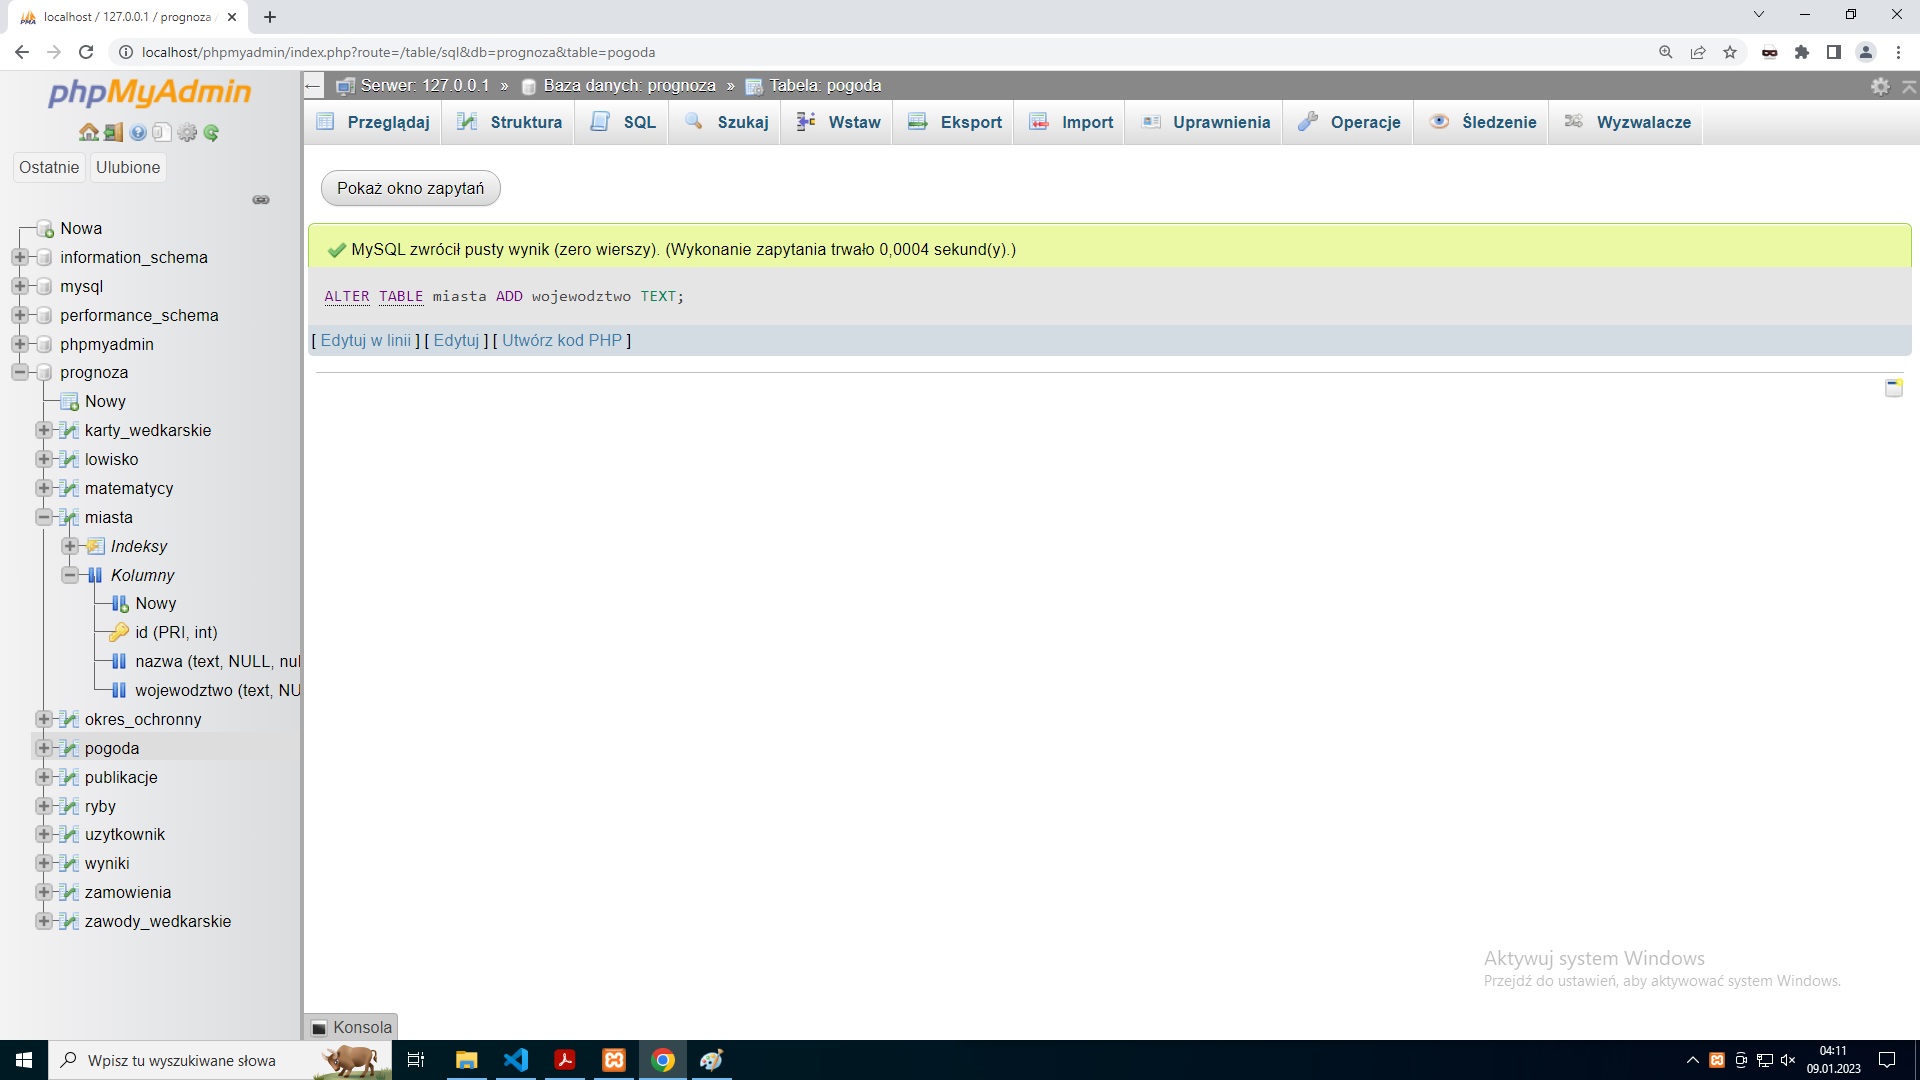 localhost / 127.0.0.1 / prognoza
localhost/phpmyadmin/index.php?route=/table/sql&db=prognoza&table=pogoda
phpMyAdmin
Ostatnie Ulubione
Nowa
information_schema
mysql
performance_schema
phpmyadmin
prognoza
Nowy
karty_wedkarskie
lowisko
matematycy
miasta
Indeksy
Kolumny
Nowy
id (PRI, int)
nazwa (text, NULL, nul
wojewodztwo (text, NU
okres_ochronny
pogoda
publikacje
ryby
uzytkownik
wyniki
zamowienia
zawody_wedkarskie
Serwer: 127.0.0.1 » Baza danych: prognoza » Tabela: pogoda
Przeglądaj Struktura SQL Szukaj Wstaw Eksport Import Uprawnienia Operacje Śledzenie Wyzwalacze
Pokaż okno zapytań
MySQL zwrócił pusty wynik (zero wierszy). (Wykonanie zapytania trwało 0,0004 sekund(y).)
ALTER TABLE miasta ADD wojewodztwo TEXT;
[ Edytuj w linii ] [ Edytuj ] [ Utwórz kod PHP ]
Aktywuj system Windows
Przejdź do ustawień, aby aktywować system Windows.
Konsola
Wpisz tu wyszukiwane słowa
04:11
09.01.2023